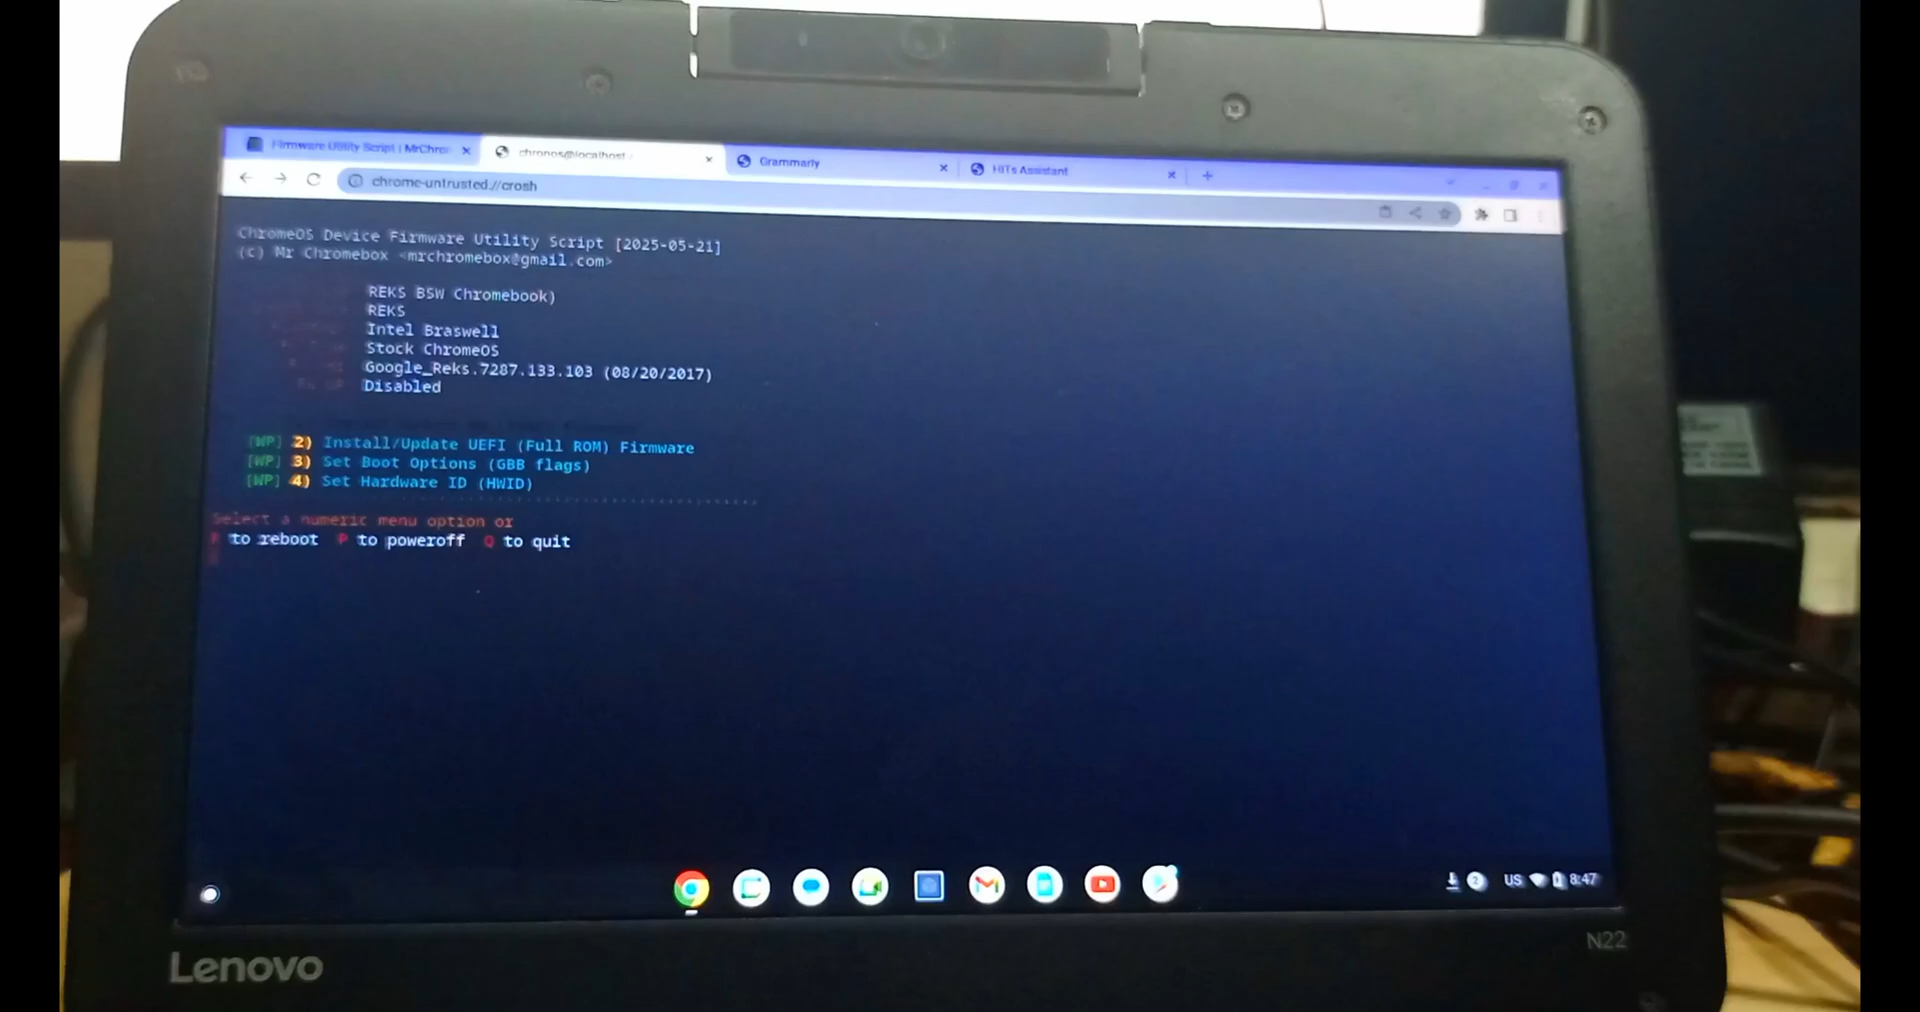 Firmware Utility Script | MrChro
chronos@localhost:
Grammarly
HITs Assistant
chrome-untrusted://crosh
ChromeOS Device Firmware Utility Script [2025-05-21]
(c) Mr Chromebox <mrchromebox@gmail.com>
REKS BSW Chromebook)
REKS
Intel Braswell
Stock ChromeOS
Google_Reks.7287.133.103 (08/20/2017)
Fw WP Disabled
[WP] 2) Install/Update UEFI (Full ROM) Firmware
[WP] 3) Set Boot Options (GBB flags)
[WP] 4) Set Hardware ID (HWID)
Select a numeric menu option or
R to reboot P to poweroff Q to quit
2 US 8:47
Lenovo
N22